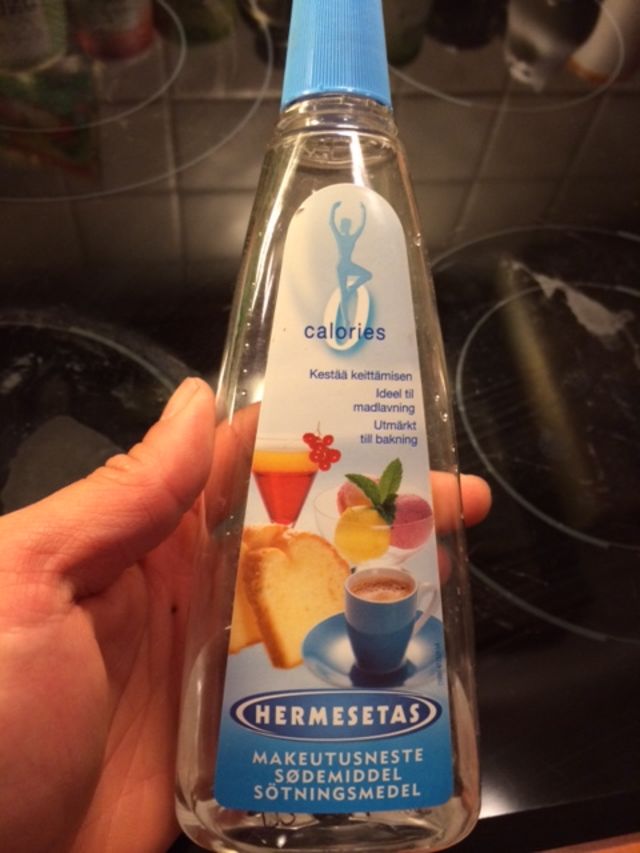 0
calories
Kestää keittämisen
Ideel til
madlavning
Utmärkt
till bakning
HERMESETAS
MAKEUTUSNESTE
SØDEMIDDEL
SÖTNINGSMEDEL